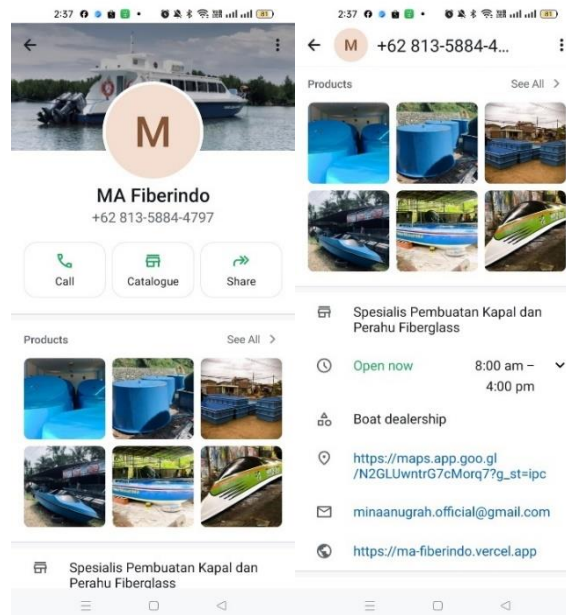 2:37
81
M
MA Fiberindo
+62 813-5884-4797
Call
Catalogue
Share
Products
See All >
Spesialis Pembuatan Kapal dan
Perahu Fiberglass
2:37
81
M
+62 813-5884-4...
Products
See All >
Spesialis Pembuatan Kapal dan
Perahu Fiberglass
Open now
8:00 am –
4:00 pm
Boat dealership
https://maps.app.goo.gl
/N2GLUwntrG7cMorq7?g_st=ipc
minaanugrah.official@gmail.com
https://ma-fiberindo.vercel.app